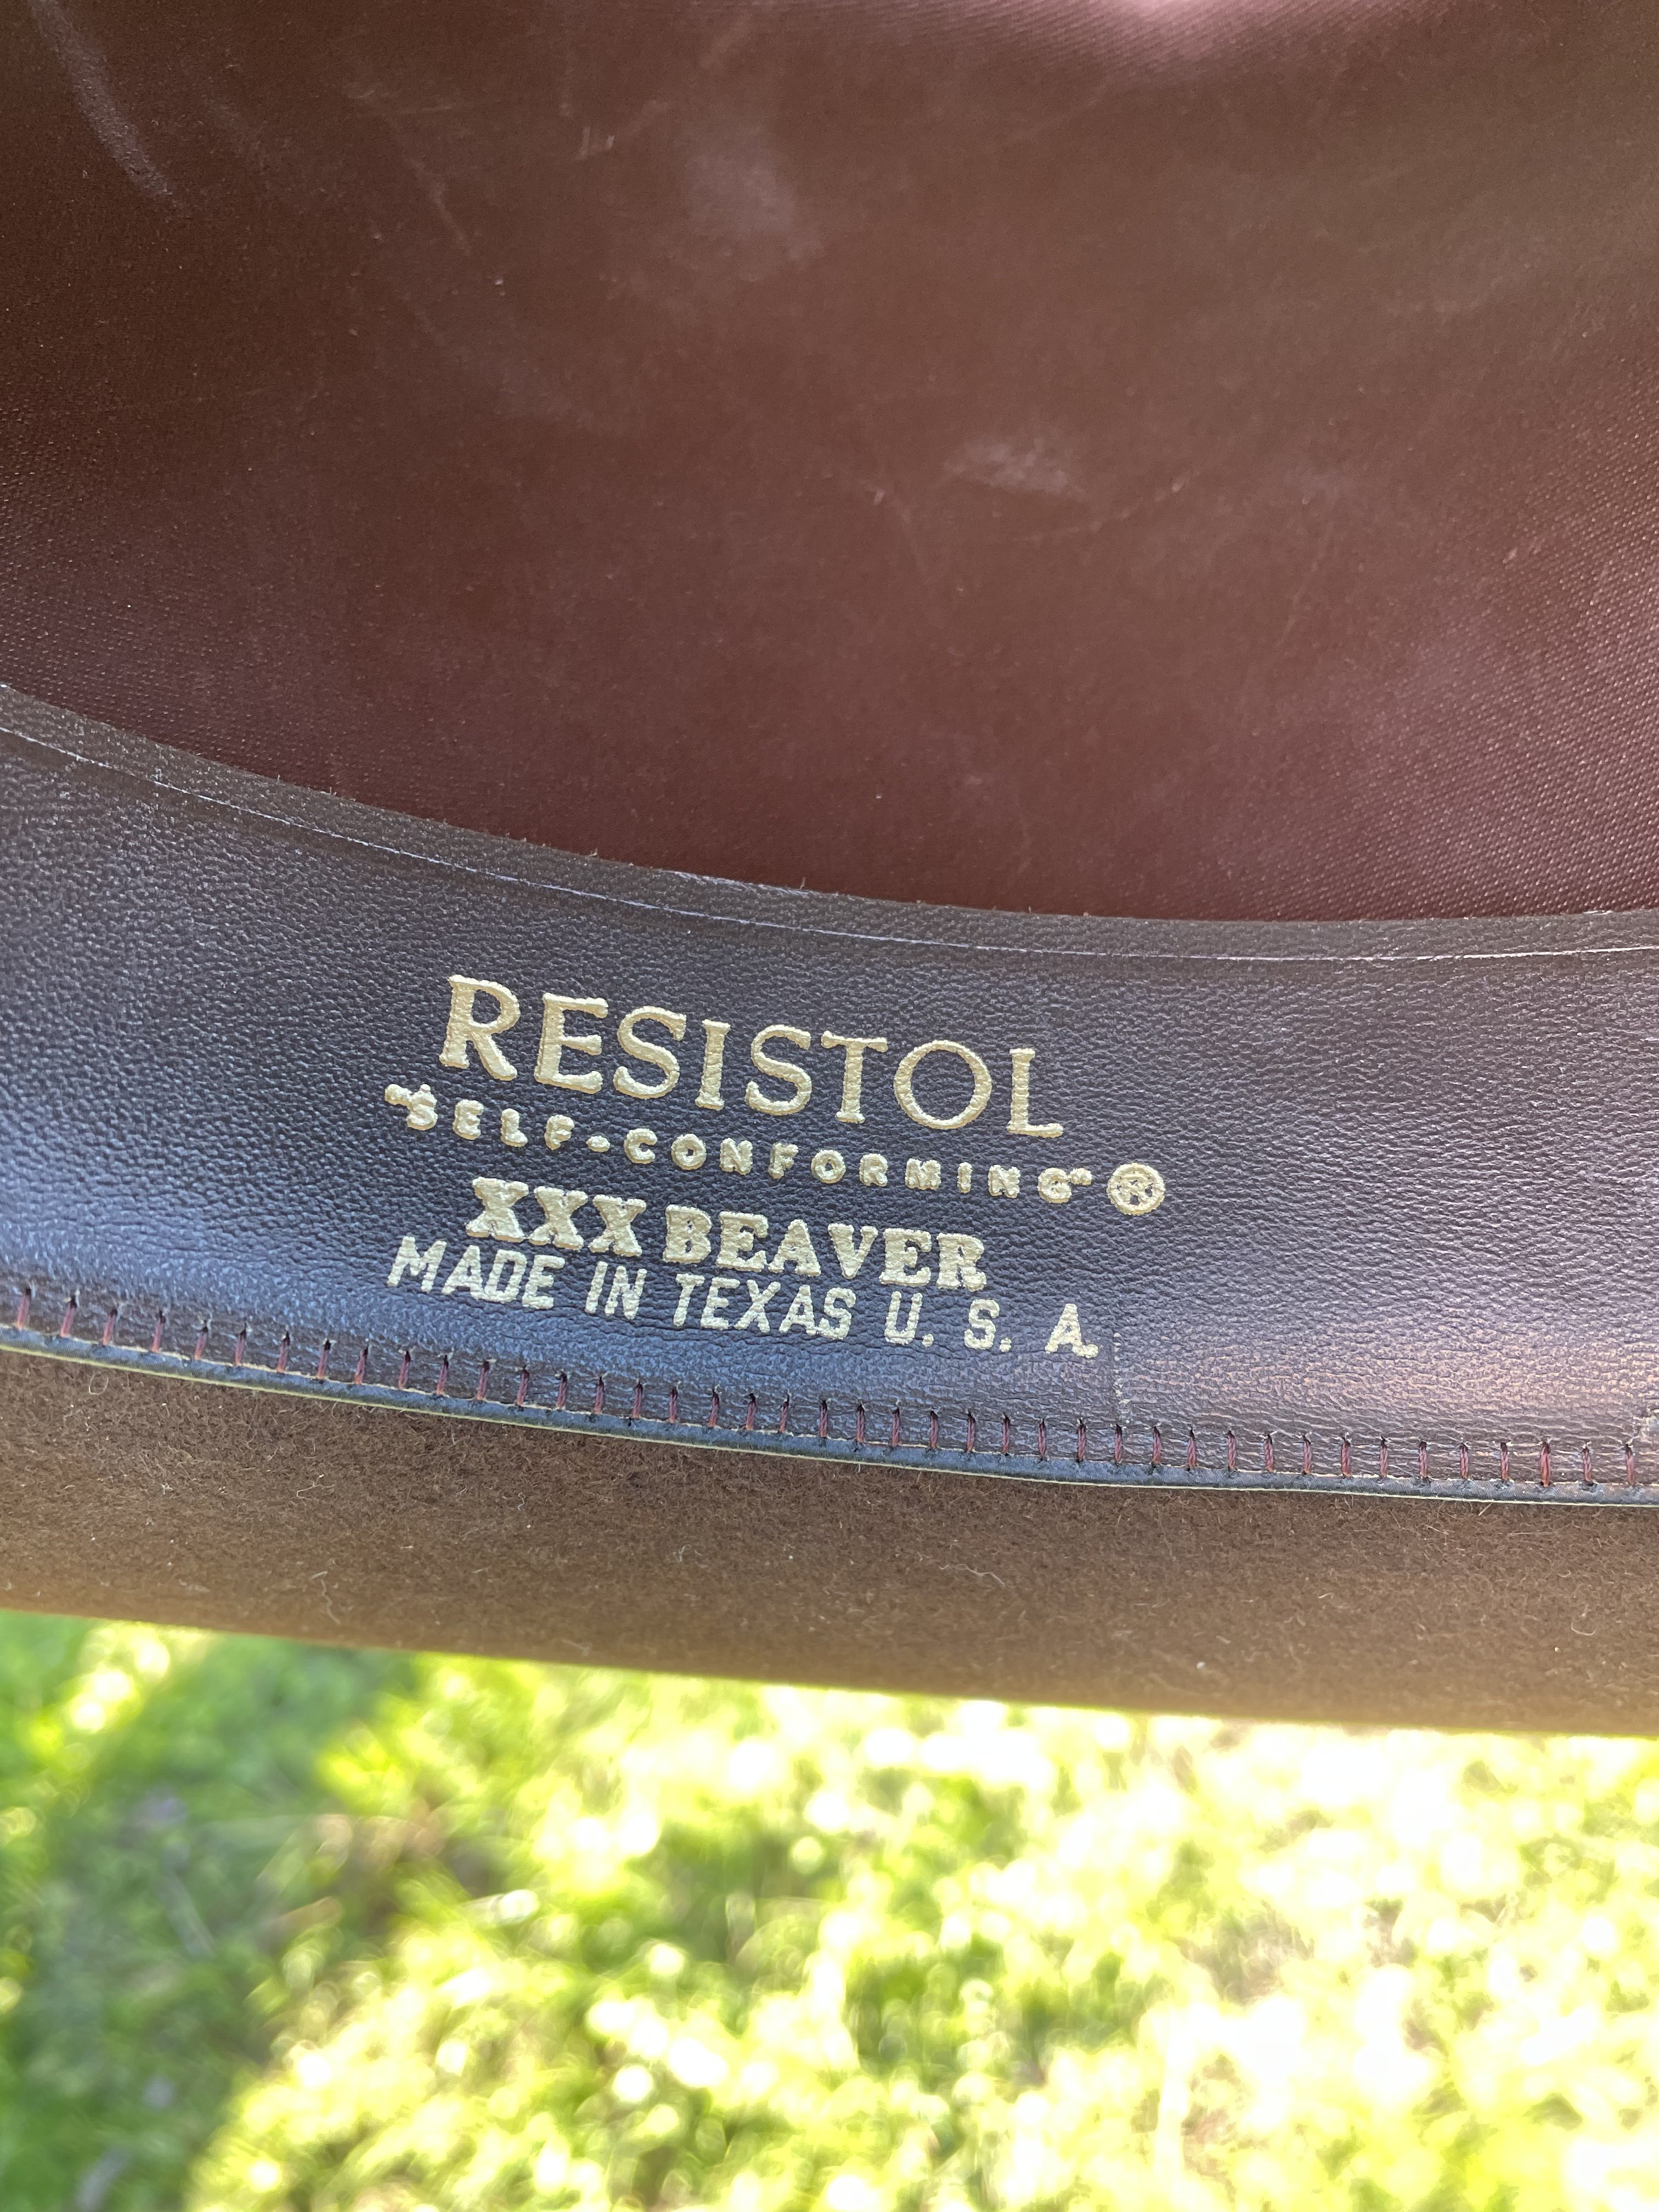 RESISTOL
"SELF-CONFORMING"®
XXX BEAVER
MADE IN TEXAS U. S. A.